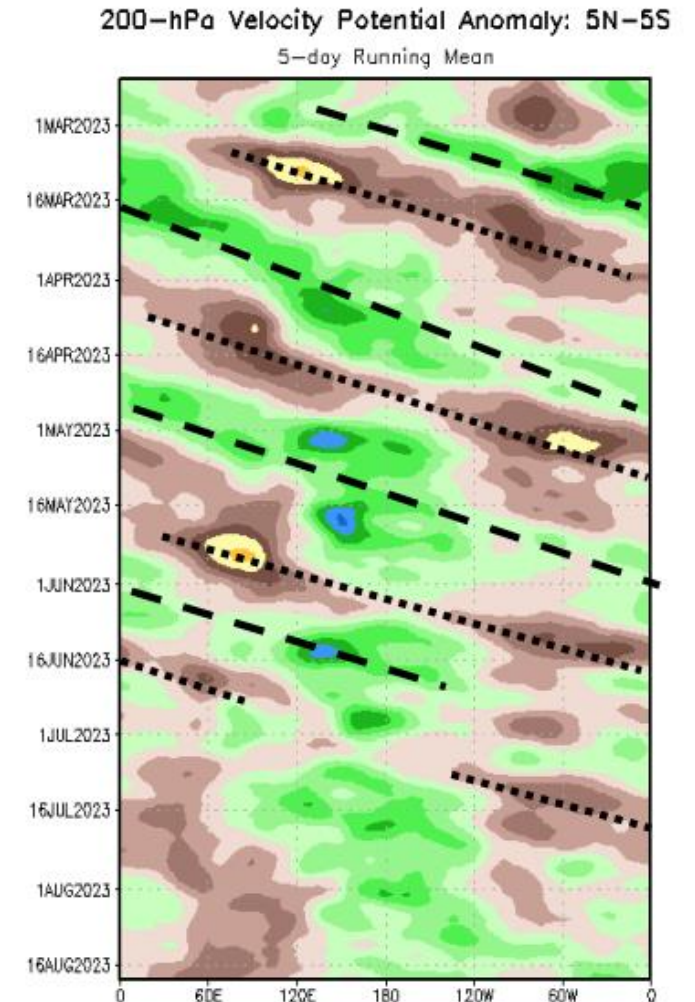 200-hPa Velocity Potential Anomaly: 5N-5S
5-day Running Mean
1MAR2023
16MAR2023
1APR2023
16APR2023
1MAY2023
16MAY2023
1JUN2023
16JUN2023
1JUL2023
16JUL2023
1AUG2023
16AUG2023
0 60E 120E 180 120W 60W 0